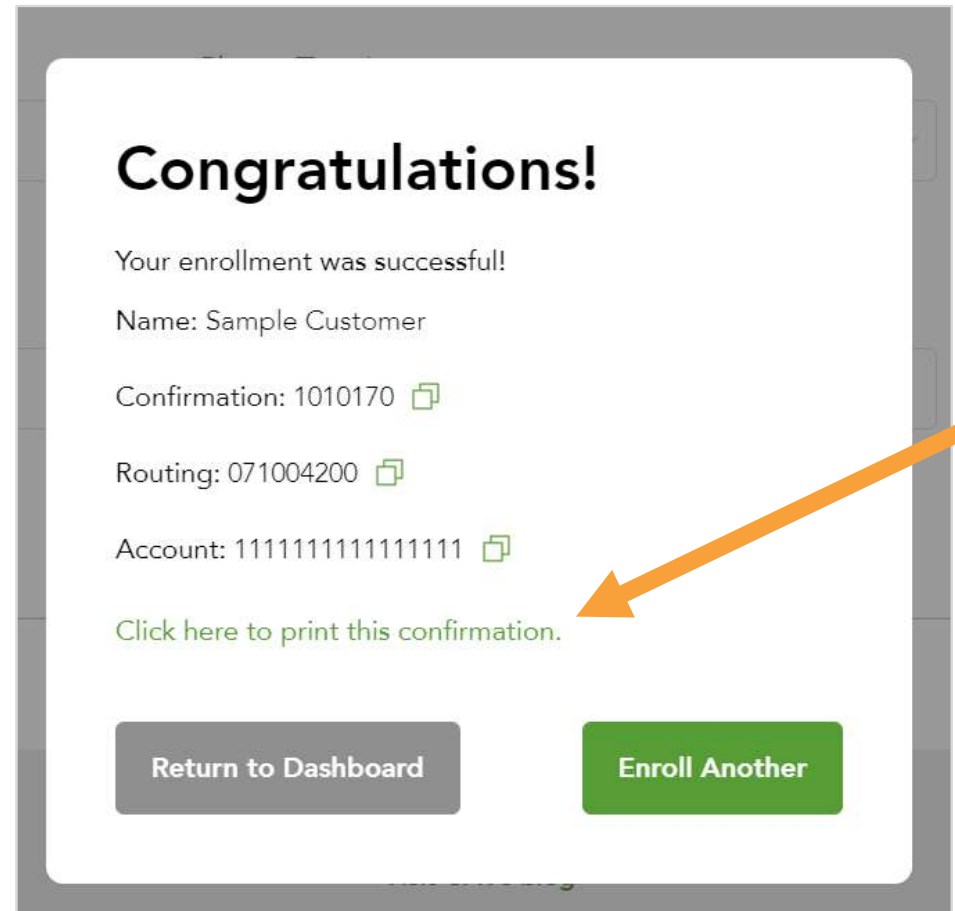 Congratulations!
Your enrollment was successful!
Name: Sample Customer
Confirmation: 1010170
Routing: 071004200
Account: 1111111111111111
Click here to print this confirmation.
Return to Dashboard
Enroll Another